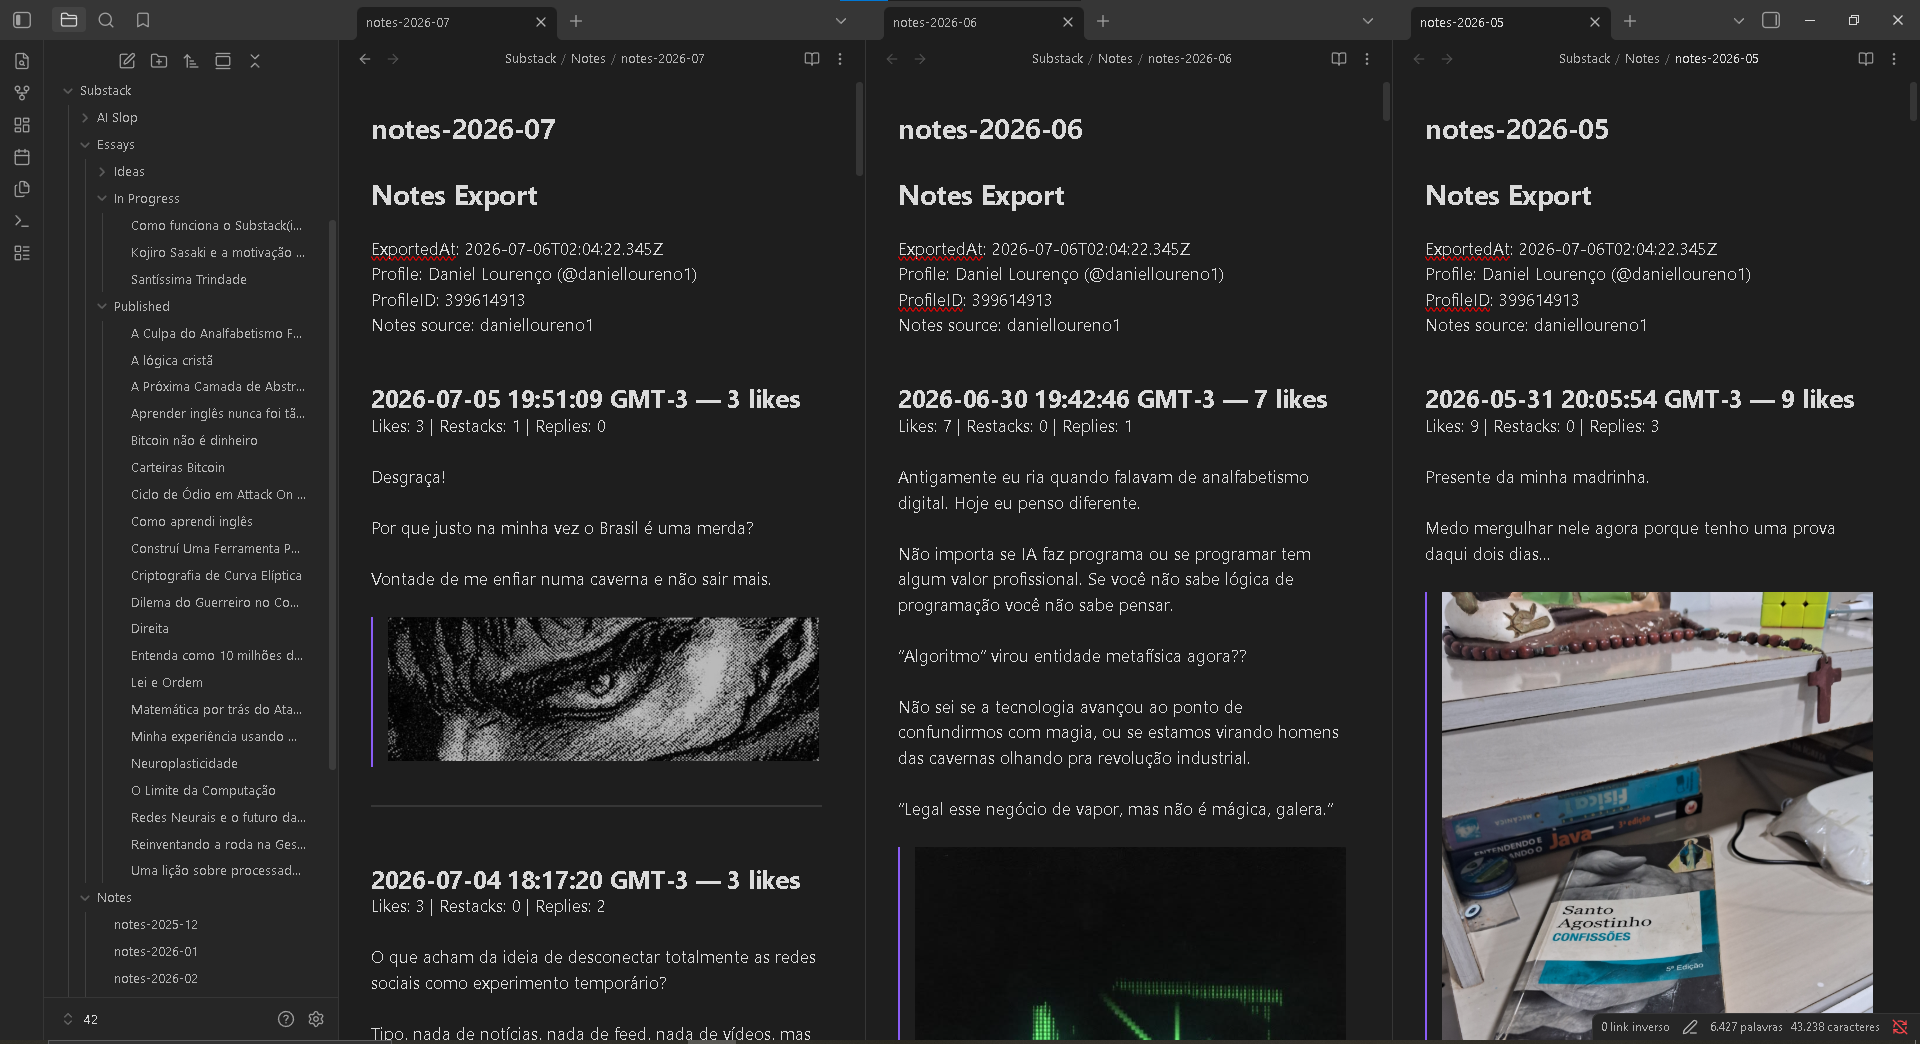 notes-2026-07
notes-2026-06
notes-2026-05
Substack / Notes / notes-2026-07
Substack / Notes / notes-2026-06
Substack / Notes / notes-2026-05
Substack
AI Slop
Essays
Ideas
In Progress
Como funciona o Substack(i...
Kojiro Sasaki e a motivação ...
Santíssima Trindade
Published
A Culpa do Analfabetismo F...
A lógica cristã
A Próxima Camada de Abstr...
Aprender inglês nunca foi tã...
Bitcoin não é dinheiro
Carteiras Bitcoin
Ciclo de Ódio em Attack On ...
Como aprendi inglês
Construí Uma Ferramenta P...
Criptografia de Curva Elíptica
Dilema do Guerreiro no Co...
Direita
Entenda como 10 milhões d...
Lei e Ordem
Matemática por trás do Ata...
Minha experiência usando ...
Neuroplasticidade
O Limite da Computação
Redes Neurais e o futuro da...
Reinventando a roda na Ges...
Uma lição sobre processad...
Notes
notes-2025-12
notes-2026-01
notes-2026-02
42
notes-2026-07
Notes Export
ExportedAt: 2026-07-06T02:04:22.345Z
Profile: Daniel Lourenço (@danielloureno1)
ProfileID: 399614913
Notes source: danielloureno1
2026-07-05 19:51:09 GMT-3 — 3 likes
Likes: 3 | Restacks: 1 | Replies: 0
Desgraça!
Por que justo na minha vez o Brasil é uma merda?
Vontade de me enfiar numa caverna e não sair mais.
2026-07-04 18:17:20 GMT-3 — 3 likes
Likes: 3 | Restacks: 0 | Replies: 2
O que acham da ideia de desconectar totalmente as redes
sociais como experimento temporário?
Tipo, nada de notícias, nada de feed, nada de vídeos, mas
notes-2026-06
Notes Export
ExportedAt: 2026-07-06T02:04:22.345Z
Profile: Daniel Lourenço (@danielloureno1)
ProfileID: 399614913
Notes source: danielloureno1
2026-06-30 19:42:46 GMT-3 — 7 likes
Likes: 7 | Restacks: 0 | Replies: 1
Antigamente eu ria quando falavam de analfabetismo
digital. Hoje eu penso diferente.
Não importa se IA faz programa ou se programar tem
algum valor profissional. Se você não sabe lógica de
programação você não sabe pensar.
“Algoritmo” virou entidade metafísica agora??
Não sei se a tecnologia avançou ao ponto de
confundirmos com magia, ou se estamos virando homens
das cavernas olhando pra revolução industrial.
“Legal esse negócio de vapor, mas não é mágica, galera.”
notes-2026-05
Notes Export
ExportedAt: 2026-07-06T02:04:22.345Z
Profile: Daniel Lourenço (@danielloureno1)
ProfileID: 399614913
Notes source: danielloureno1
2026-05-31 20:05:54 GMT-3 — 9 likes
Likes: 9 | Restacks: 0 | Replies: 3
Presente da minha madrinha.
Medo mergulhar nele agora porque tenho uma prova
daqui dois dias...
Física 1
MECÂNICA
ENTENDENDO E
Java
3ª edição
Santo
Agostinho
CONFISSÕES
5ª Edição
0 link inverso
6.427 palavras
43.238 caracteres